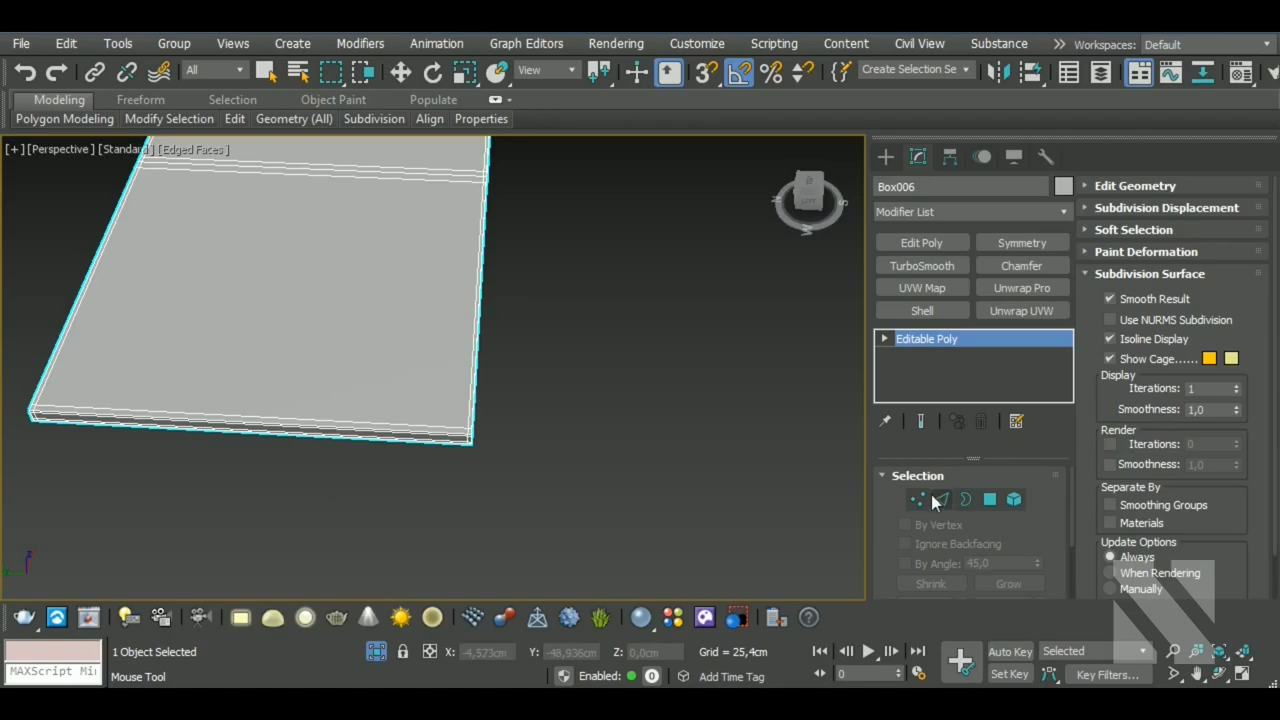 File Edit Tools Group Views Create Modifiers Animation Graph Editors Rendering Customize Scripting Content Civil View Substance Workspaces: Default
All View Create Selection Se
Modeling Freeform Selection Object Paint Populate
Polygon Modeling Modify Selection Edit Geometry (All) Subdivision Align Properties
[+] [Perspective] [Standard] [Edged Faces]
Box006
Modifier List
Edit Poly Symmetry
TurboSmooth Chamfer
UVW Map Unwrap Pro
Shell Unwrap UVW
Editable Poly
Selection
By Vertex
Ignore Backfacing
By Angle: 45,0
Shrink Grow
Edit Geometry
Subdivision Displacement
Soft Selection
Paint Deformation
Subdivision Surface
Smooth Result
Use NURMS Subdivision
Isoline Display
Show Cage......
Display
Iterations: 1
Smoothness: 1,0
Render
Iterations: 0
Smoothness: 1,0
Separate By
Smoothing Groups
Materials
Update Options
Always
When Rendering
Manually
1 Object Selected X: -4,573cm Y: -48,936cm Z: 0,0cm Grid = 25,4cm Auto Key Selected
MAXScript Mi
Mouse Tool Enabled: 0 Add Time Tag 0 Set Key Key Filters...